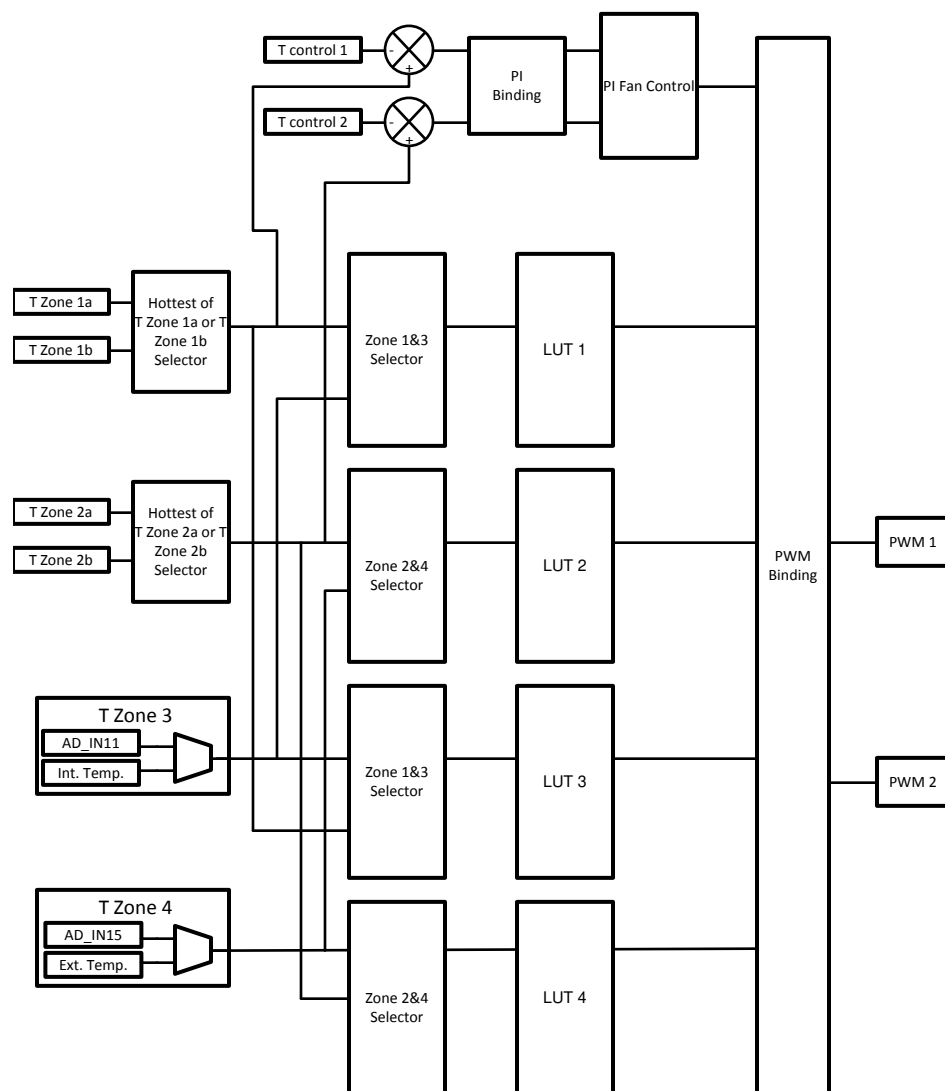 T control 1
-
+
PI
Binding
PI Fan Control
T control 2
-
+
T Zone 1a
T Zone 1b
Hottest of
T Zone 1a or T
Zone 1b
Selector
Zone 1&3
Selector
LUT 1
T Zone 2a
T Zone 2b
Hottest of
T Zone 2a or T
Zone 2b
Selector
Zone 2&4
Selector
LUT 2
PWM
Binding
PWM 1
T Zone 3
AD_IN11
Int. Temp.
Zone 1&3
Selector
LUT 3
PWM 2
T Zone 4
AD_IN15
Ext. Temp.
Zone 2&4
Selector
LUT 4